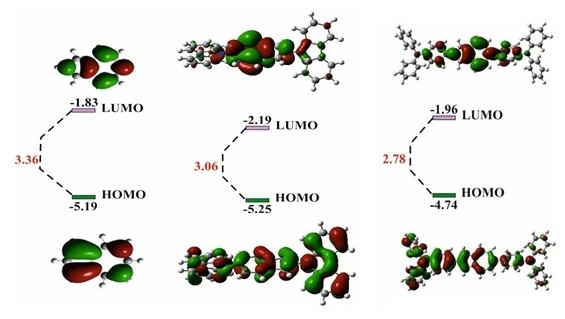 -1.83
LUMO
3.36
HOMO
-5.19
-2.19
LUMO
3.06
HOMO
-5.25
-1.96
LUMO
2.78
HOMO
-4.74